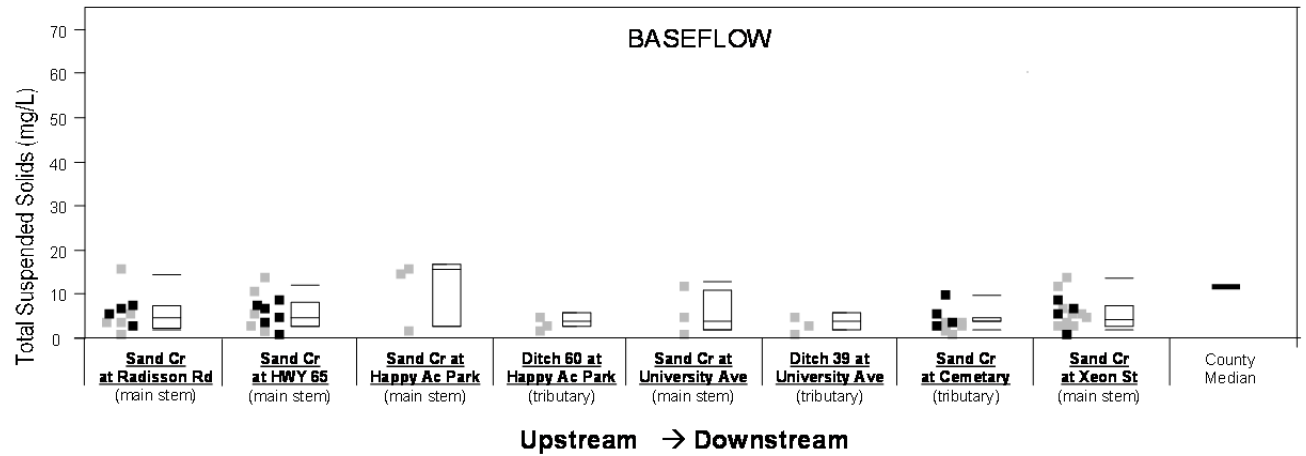 BASEFLOW
Total Suspended Solids (mg/L)
70
60
50
40
30
20
10
0
Sand Cr
at Radisson Rd
(main stem)
Sand Cr
at HWY 65
(main stem)
Sand Cr at
Happy Ac Park
(main stem)
Ditch 60 at
Happy Ac Park
(tributary)
Sand Cr at
University Ave
(main stem)
Ditch 39 at
University Ave
(tributary)
Sand Cr
at Cemetary
(tributary)
Sand Cr
at Xeon St
(main stem)
County
Median
Upstream → Downstream